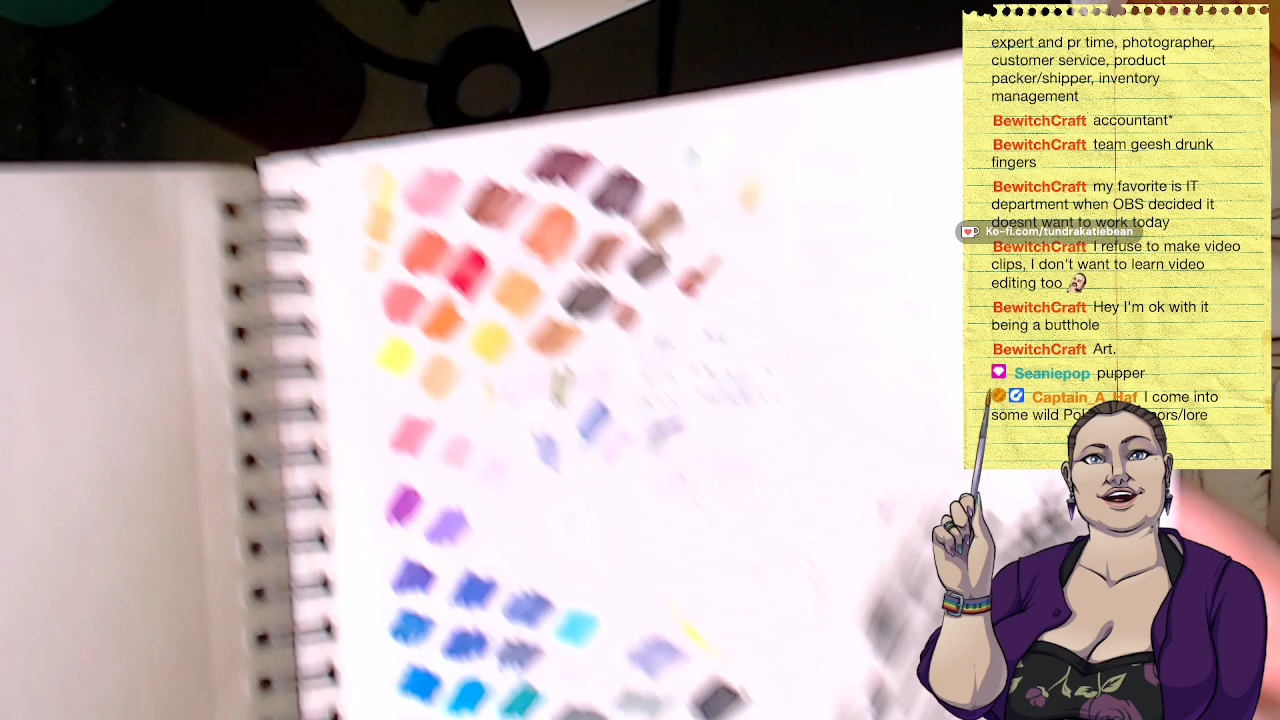 expert and pr time, photographer,
customer service, product
packer/shipper, inventory
management
BewitchCraft accountant*
BewitchCraft team geesh drunk
fingers
BewitchCraft my favorite is IT
department when OBS decided it
doesnt want to work today
Ko-fi.com/tundrakatiebean
BewitchCraft I refuse to make video
clips, I don't want to learn video
editing too
BewitchCraft Hey I'm ok with it
being a butthole
BewitchCraft Art.
Seaniepop pupper
Captain_A_Haf I come into
some wild ors/lore